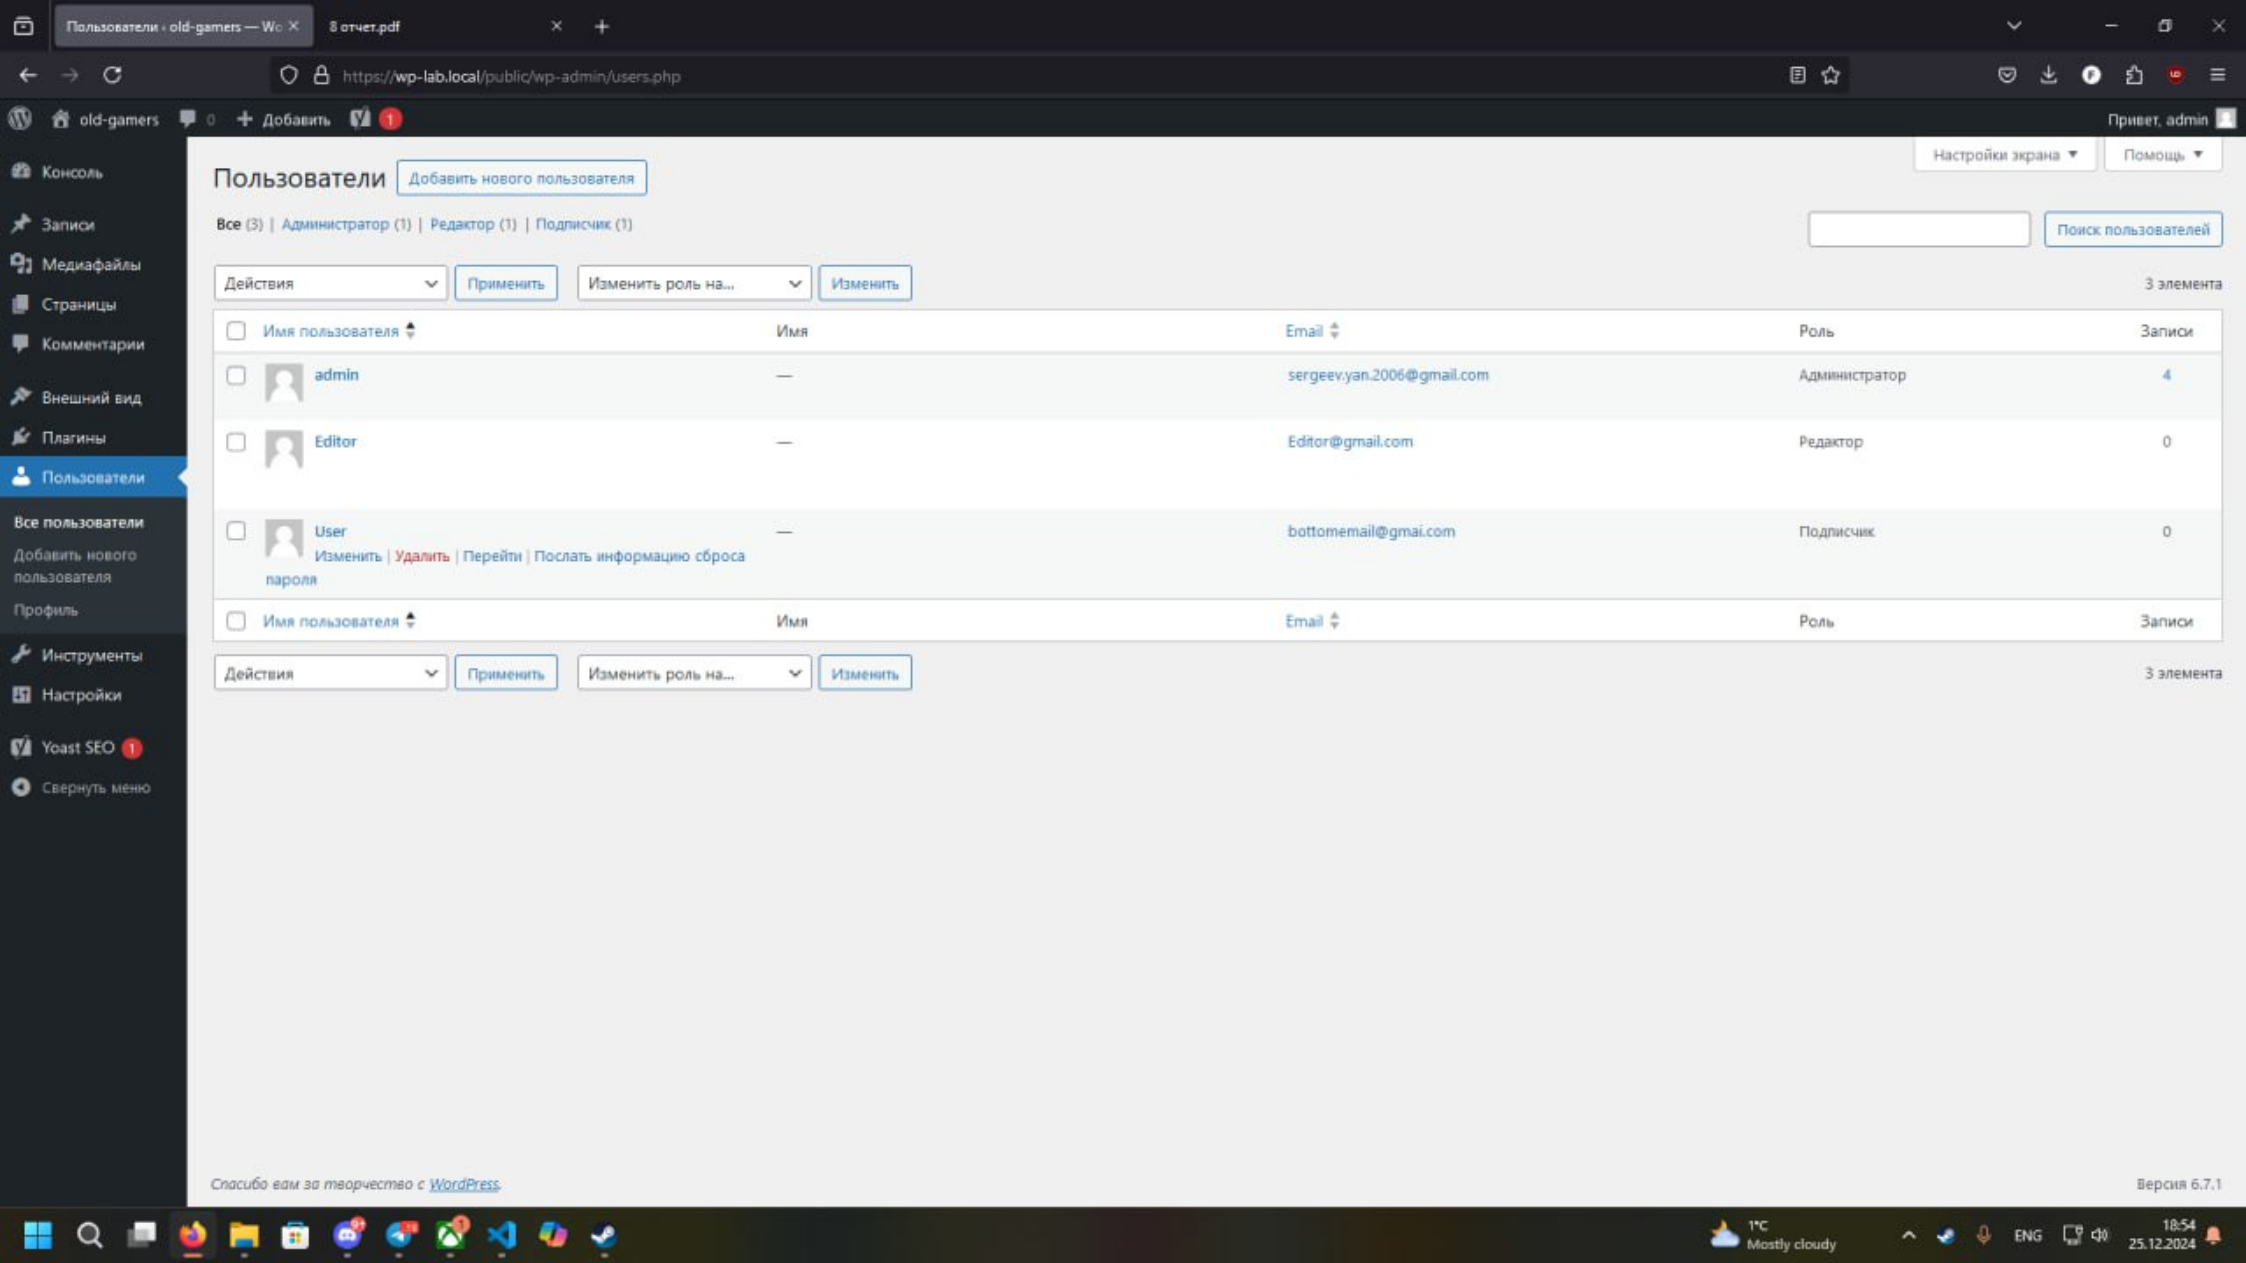 Пользователи ‹ old-gamers — Wo
8 отчет.pdf
https://wp-lab.local/public/wp-admin/users.php
old-gamers 0 Добавить 1
Привет, admin
Консоль
Записи
Медиафайлы
Страницы
Комментарии
Внешний вид
Плагины
Пользователи
Все пользователи
Добавить нового
пользователя
Профиль
Инструменты
Настройки
Yoast SEO 1
Свернуть меню
Настройки экрана
Помощь
Пользователи
Добавить нового пользователя
Все (3) | Администратор (1) | Редактор (1) | Подписчик (1)
Поиск пользователей
Действия Применить Изменить роль на... Изменить 3 элемента
Имя пользователя Имя Email Роль Записи
admin — sergeev.yan.2006@gmail.com Администратор 4
Editor — Editor@gmail.com Редактор 0
User — bottomemail@gmai.com Подписчик 0
Изменить | Удалить | Перейти | Послать информацию сброса
пароля
Имя пользователя Имя Email Роль Записи
Действия Применить Изменить роль на... Изменить 3 элемента
Спасибо вам за творчество с WordPress.
Версия 6.7.1
1°C
Mostly cloudy
ENG
18:54
25.12.2024